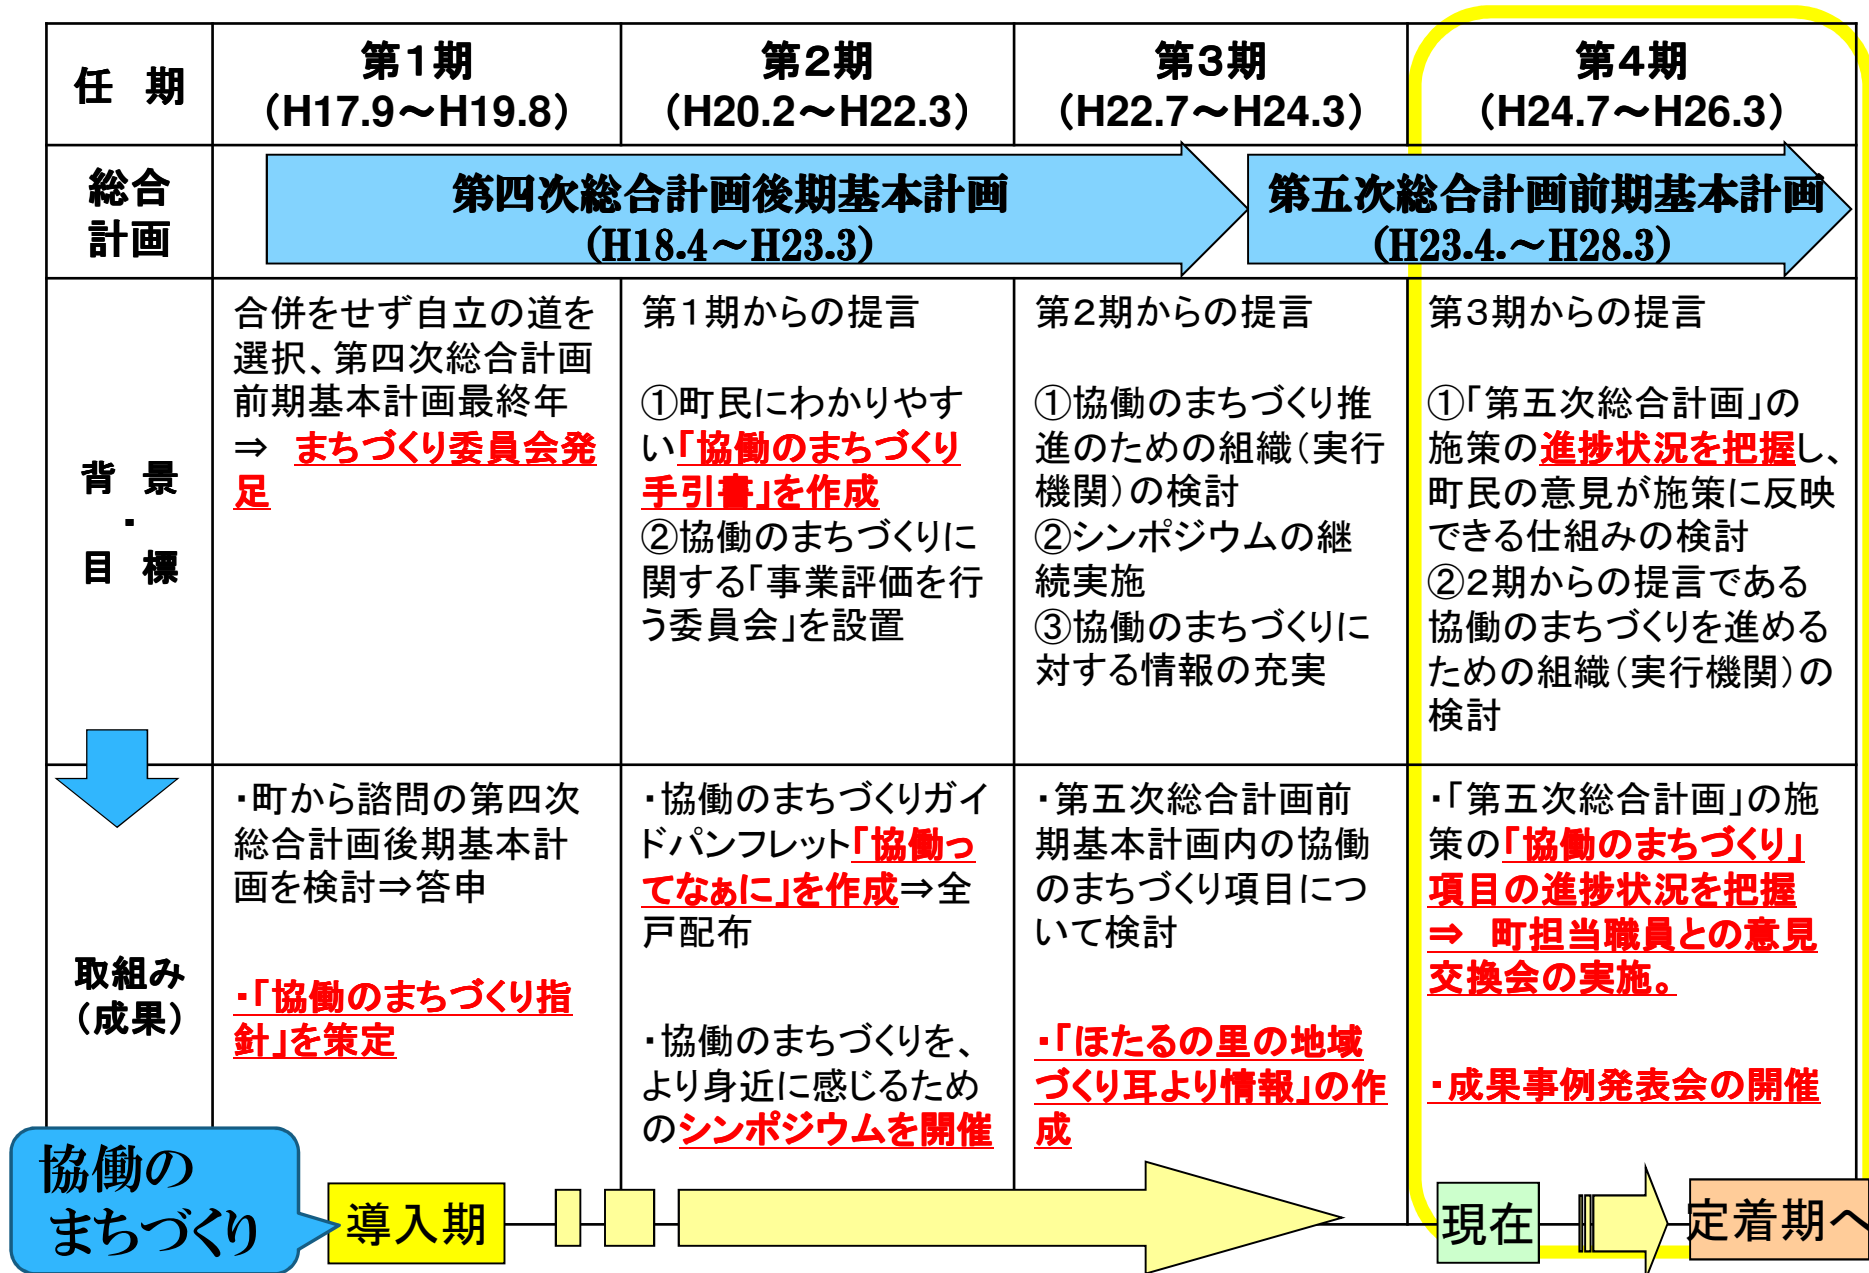 任　期
第１期
（H17.9～H19.8）
第２期
（H20.2～H22.3）
第３期
（H22.7～H24.3）
第４期
（H24.7～H26.3）
総合
計画
第四次総合計画後期基本計画
（H18.4～H23.3）
第五次総合計画前期基本計画
（H23.4.～H28.3）
背　景
・
目　標
合併をせず自立の道を
選択、第四次総合計画
前期基本計画最終年
⇒　まちづくり委員会発
足
第１期からの提言
①町民にわかりやす
い「協働のまちづくり
手引書」を作成
②協働のまちづくりに
関する「事業評価を行
う委員会」を設置
第２期からの提言
①協働のまちづくり推
進のための組織（実行
機関）の検討
②シンポジウムの継
続実施
③協働のまちづくりに
対する情報の充実
第３期からの提言
①「第五次総合計画」の
施策の進捗状況を把握し、
町民の意見が施策に反映
できる仕組みの検討
②２期からの提言である
協働のまちづくりを進める
ための組織（実行機関）の
検討
取組み
（成果）
・町から諮問の第四次
総合計画後期基本計
画を検討⇒答申
・「協働のまちづくり指
針」を策定
・協働のまちづくりガイ
ドパンフレット「協働っ
てなぁに」を作成⇒全
戸配布
・協働のまちづくりを、
より身近に感じるため
のシンポジウムを開催
・第五次総合計画前
期基本計画内の協働
のまちづくり項目につ
いて検討
・「ほたるの里の地域
づくり耳より情報」の作
成
・「第五次総合計画」の施
策の「協働のまちづくり」
項目の進捗状況を把握
⇒　町担当職員との意見
交換会の実施。
・成果事例発表会の開催
協働の
まちづくり
導入期
現在
定着期へ